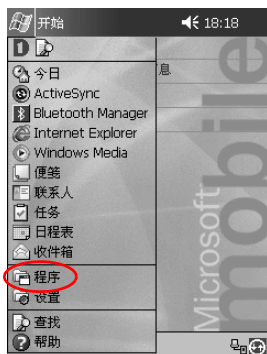 开始 18:18
今日
息
ActiveSync
Bluetooth Manager
Internet Explorer
Windows Media
便笺
联系人
任务
日程表
收件箱
程序
设置
查找
帮助
Microsoft
mobile